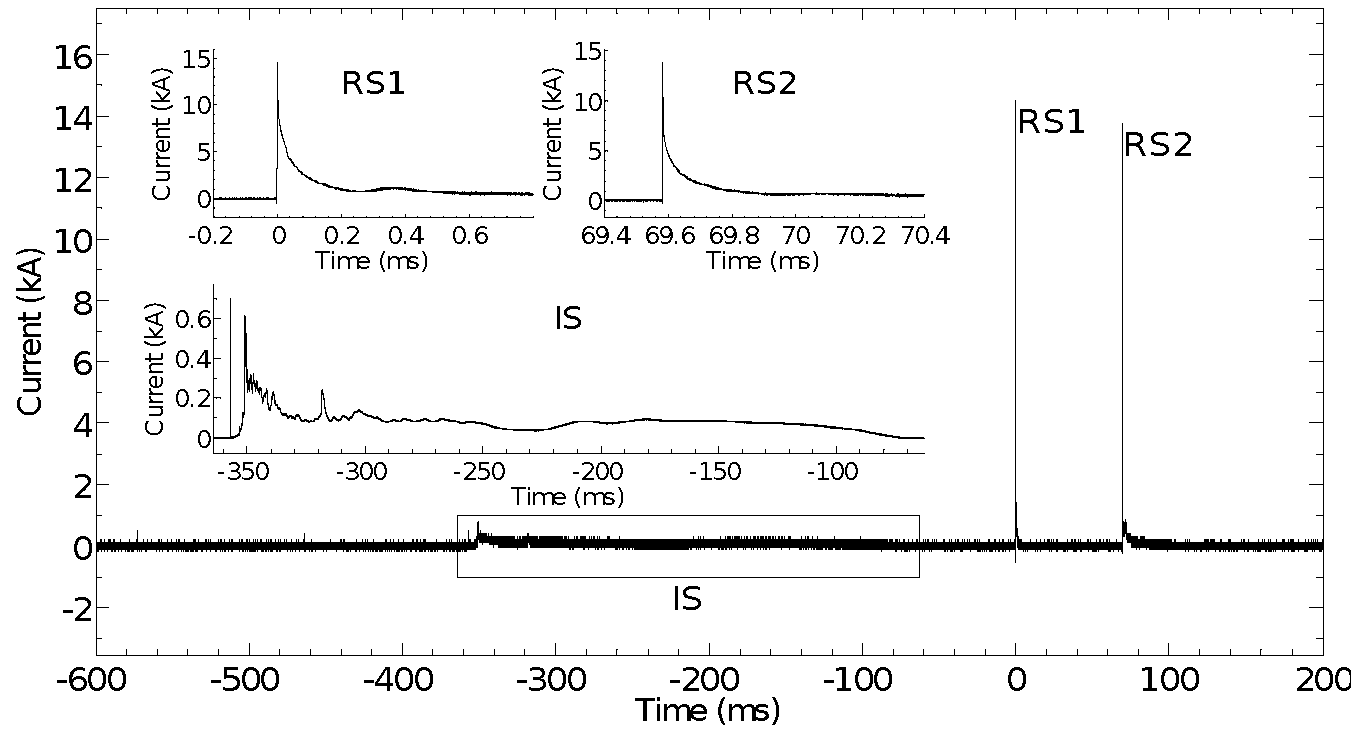 16
14
12
10
8
6
4
2
0
-2
Current (kA)
-600 -500 -400 -300 -200 -100 0 100 200
Time (ms)
RS1
RS2
IS
15
10
5
0
Current (kA)
RS1
-0.2 0 0.2 0.4 0.6
Time (ms)
15
10
5
0
Current (kA)
RS2
69.4 69.6 69.8 70 70.2 70.4
Time (ms)
0.6
0.4
0.2
0
Current (kA)
IS
-350 -300 -250 -200 -150 -100
Time (ms)